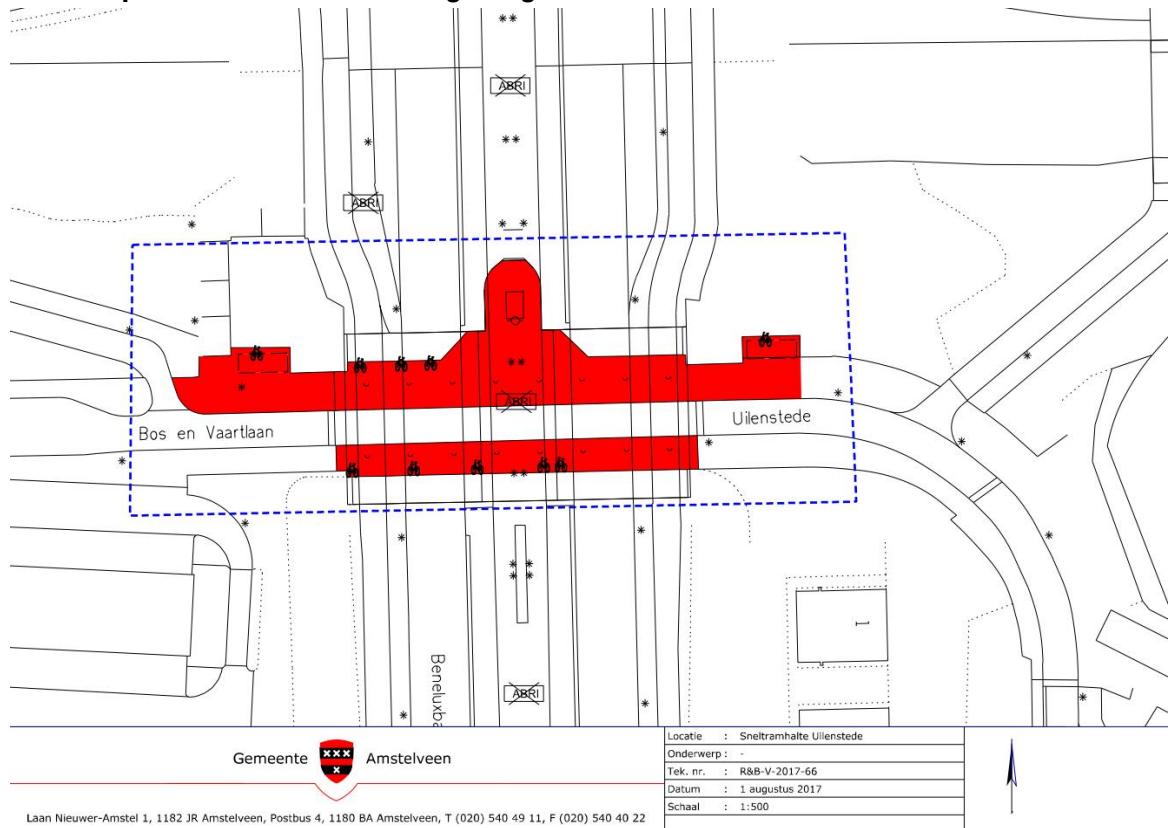 ABRI
ABRI
ABRI
Bos en Vaartlaan
Uilenstede
1
ABRI
Gemeente Amstelveen
Laan Nieuwer-Amstel 1, 1182 JR Amstelveen, Postbus 4, 1180 BA Amstelveen, T (020) 540 49 11, F (020) 540 40 22
Locatie : Sneltramhalte Uilenstede
Onderwerp : -
Tek. nr. : R&B-V-2017-66
Datum : 1 augustus 2017
Schaal : 1:500